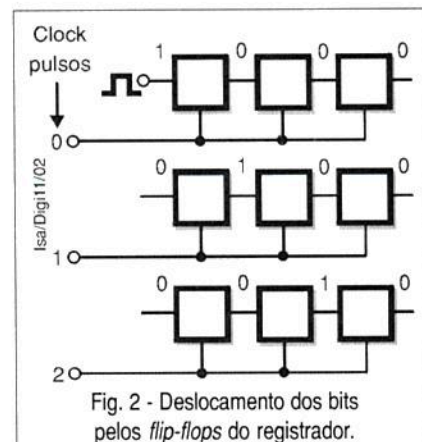 Clock
pulsos
1 0 0 0
0
Isa/Digi11/02
0 1 0 0
1
0 0 1 0
2
Fig. 2 - Deslocamento dos bits
pelos flip-flops do registrador.